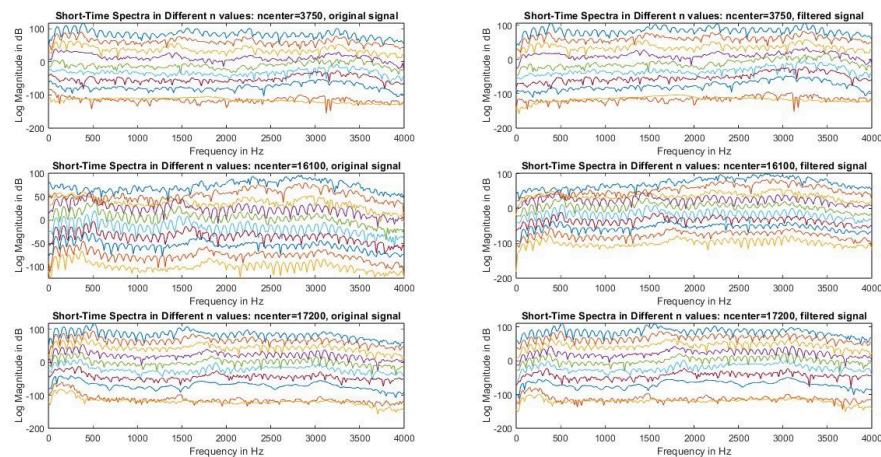 Short-Time Spectra in Different n values: ncenter=3750, original signal
Log Magnitude in dB
100
0
-100
-200
0 500 1000 1500 2000 2500 3000 3500 4000
Frequency in Hz
Short-Time Spectra in Different n values: ncenter=3750, filtered signal
Log Magnitude in dB
100
0
-100
-200
0 500 1000 1500 2000 2500 3000 3500 4000
Frequency in Hz
Short-Time Spectra in Different n values: ncenter=16100, original signal
Log Magnitude in dB
100
50
0
-50
-100
0 500 1000 1500 2000 2500 3000 3500 4000
Frequency in Hz
Short-Time Spectra in Different n values: ncenter=16100, filtered signal
Log Magnitude in dB
100
0
-100
-200
0 500 1000 1500 2000 2500 3000 3500 4000
Frequency in Hz
Short-Time Spectra in Different n values: ncenter=17200, original signal
Log Magnitude in dB
100
0
-100
-200
0 500 1000 1500 2000 2500 3000 3500 4000
Frequency in Hz
Short-Time Spectra in Different n values: ncenter=17200, filtered signal
Log Magnitude in dB
100
0
-100
-200
0 500 1000 1500 2000 2500 3000 3500 4000
Frequency in Hz